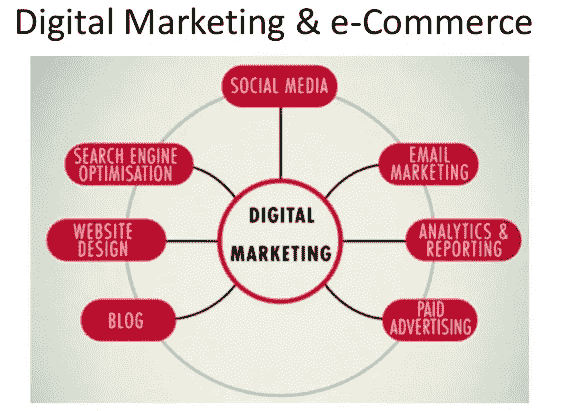 Digital Marketing & e-Commerce
SOCIAL MEDIA
SEARCH ENGINE
OPTIMISATION
EMAIL
MARKETING
DIGITAL
MARKETING
WEBSITE
DESIGN
ANALYTICS &
REPORTING
BLOG
PAID
ADVERTISING